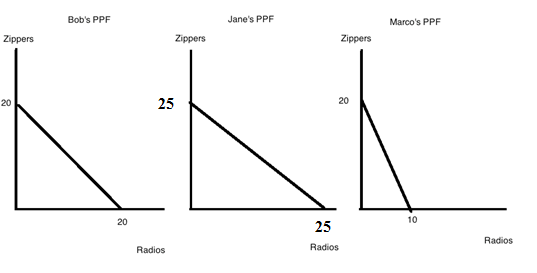 Bob's PPF
Zippers
20
20
Radios
Jane's PPF
Zippers
25
25
Radios
Marco's PPF
Zippers
20
10
Radios